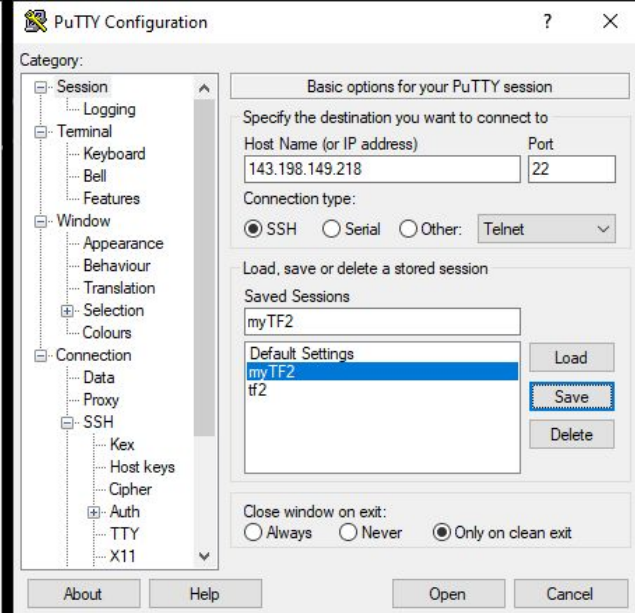 PuTTY Configuration ? ×
Category:
Session
Logging
Terminal
Keyboard
Bell
Features
Window
Appearance
Behaviour
Translation
Selection
Colours
Connection
Data
Proxy
SSH
Kex
Host keys
Cipher
Auth
TTY
X11
Basic options for your PuTTY session
Specify the destination you want to connect to
Host Name (or IP address) Port
143.198.149.218 22
Connection type:
SSH Serial Other: Telnet
Load, save or delete a stored session
Saved Sessions
myTF2
Default Settings
myTF2
tf2
Load
Save
Delete
Close window on exit:
Always Never Only on clean exit
About Help Open Cancel